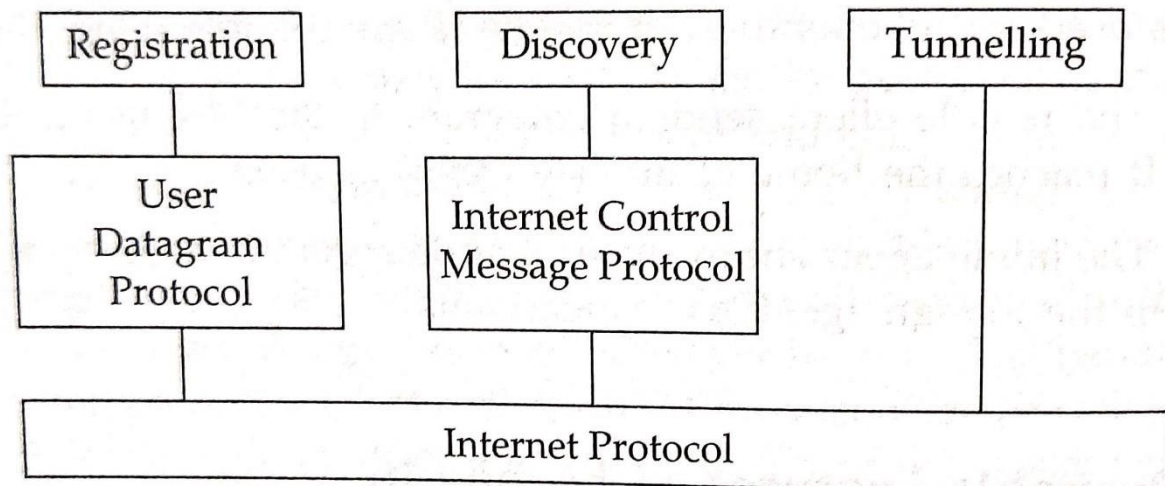 Registration
Discovery
Tunnelling
User
Datagram
Protocol
Internet Control
Message Protocol
Internet Protocol